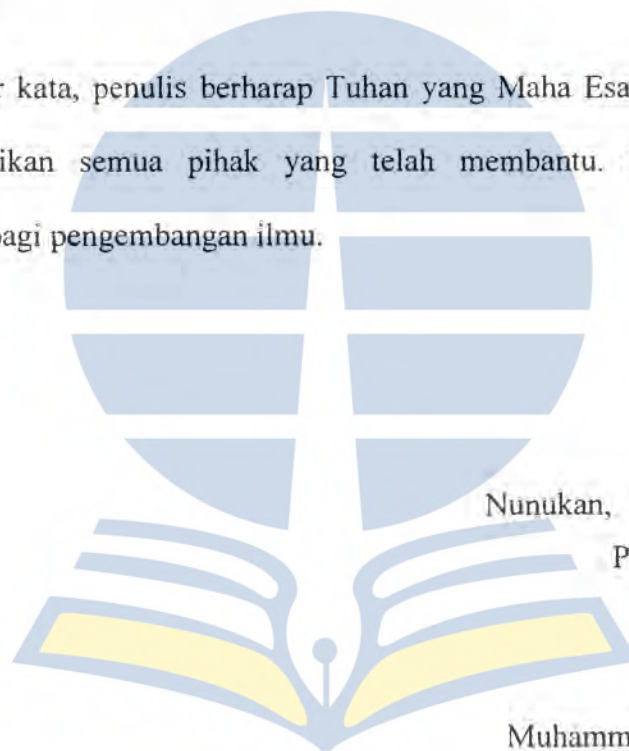 r kata, penulis berharap Tuhan yang Maha Esa
ikan semua pihak yang telah membantu.
bagi pengembangan ilmu.
Nunukan,
P
Muhamm